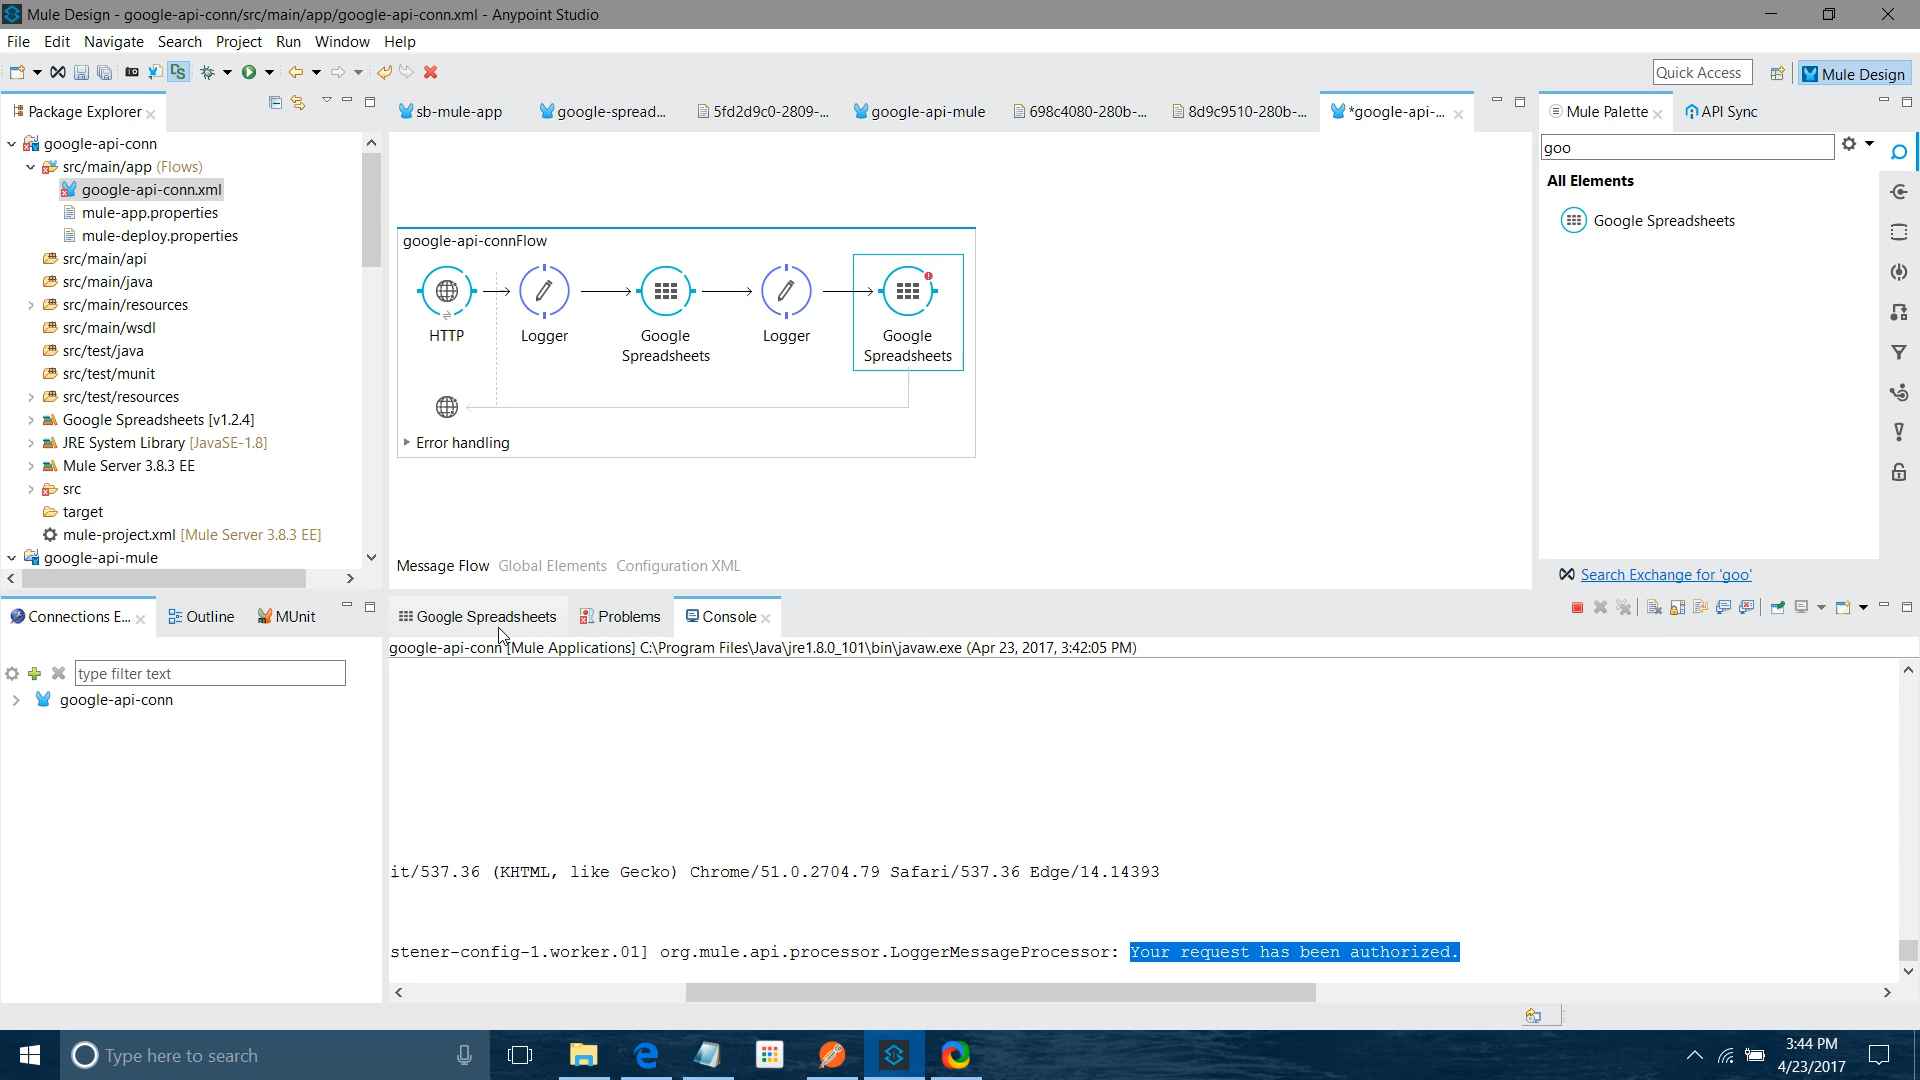 Mule Design - google-api-conn/src/main/app/google-api-conn.xml - Anypoint Studio
File Edit Navigate Search Project Run Window Help
Quick Access
Mule Design
Package Explorer
sb-mule-app
google-spread...
5fd2d9c0-2809-...
google-api-mule
698c4080-280b-...
8d9c9510-280b-...
*google-api-...
Mule Palette
API Sync
google-api-conn
src/main/app (Flows)
google-api-conn.xml
mule-app.properties
mule-deploy.properties
src/main/api
src/main/java
src/main/resources
src/main/wsdl
src/test/java
src/test/munit
src/test/resources
Google Spreadsheets [v1.2.4]
JRE System Library [JavaSE-1.8]
Mule Server 3.8.3 EE
src
target
mule-project.xml [Mule Server 3.8.3 EE]
google-api-mule
google-api-connFlow
HTTP
Logger
Google
Spreadsheets
Logger
Google
Spreadsheets
Error handling
Message Flow Global Elements Configuration XML
goo
All Elements
Google Spreadsheets
Search Exchange for 'goo'
Connections E...
Outline
MUnit
type filter text
google-api-conn
Google Spreadsheets
Problems
Console
google-api-conn [Mule Applications] C:\Program Files\Java\jre1.8.0_101\bin\javaw.exe (Apr 23, 2017, 3:42:05 PM)
it/537.36 (KHTML, like Gecko) Chrome/51.0.2704.79 Safari/537.36 Edge/14.14393
stener-config-1.worker.01] org.mule.api.processor.LoggerMessageProcessor: Your request has been authorized.
Type here to search
3:44 PM
4/23/2017